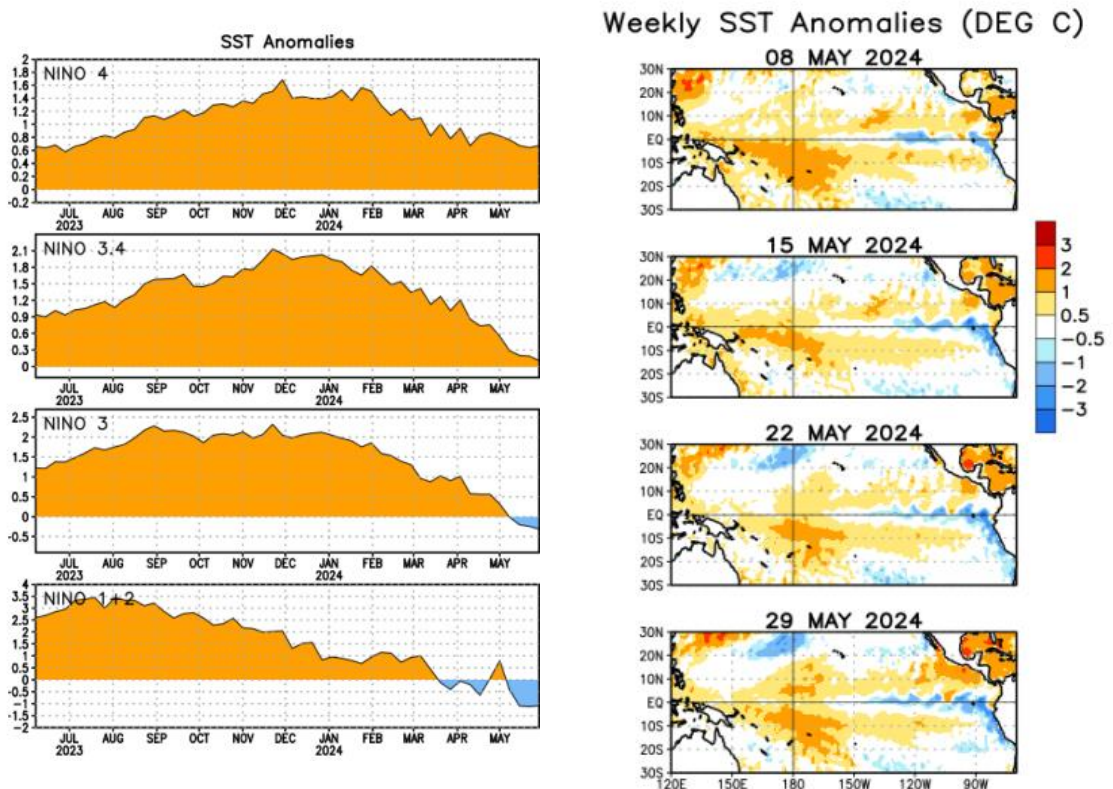 SST Anomalies
NINO 4
2
1.8
1.6
1.4
1.2
1
0.8
0.6
0.4
0.2
0
-0.2
JUL AUG SEP OCT NOV DEC JAN FEB MAR APR MAY
2023 2024
NINO 3.4
2.1
1.8
1.5
1.2
0.9
0.6
0.3
0
JUL AUG SEP OCT NOV DEC JAN FEB MAR APR MAY
2023 2024
NINO 3
2.5
2
1.5
1
0.5
0
-0.5
JUL AUG SEP OCT NOV DEC JAN FEB MAR APR MAY
2023 2024
NINO 1+2
4
3.5
3
2.5
2
1.5
1
0.5
0
-0.5
-1
-1.5
-2
JUL AUG SEP OCT NOV DEC JAN FEB MAR APR MAY
2023 2024
Weekly SST Anomalies (DEG C)
08 MAY 2024
30N
20N
10N
EQ
10S
20S
30S
15 MAY 2024
30N
20N
10N
EQ
10S
20S
30S
22 MAY 2024
30N
20N
10N
EQ
10S
20S
30S
29 MAY 2024
30N
20N
10N
EQ
10S
20S
30S
120E 150E 180 150W 120W 90W
3
2
1
0.5
-0.5
-1
-2
-3